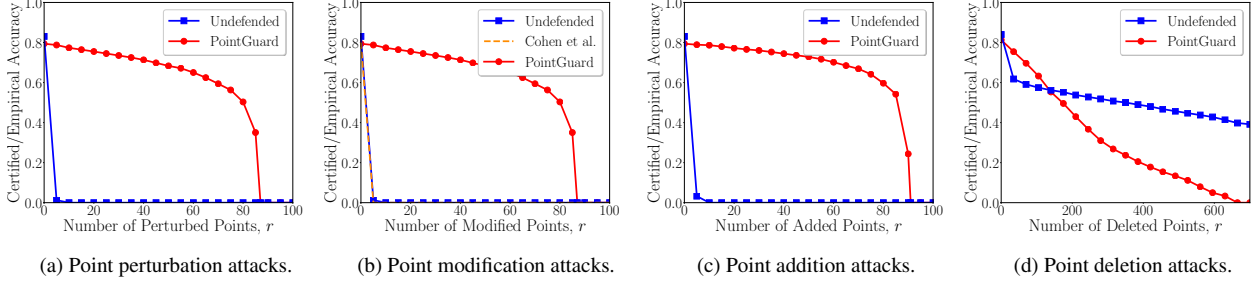 Certified/Empirical Accuracy
1.0
0.8
0.6
0.4
0.2
0.0
Undefended
PointGuard
0 20 40 60 80 100
Number of Perturbed Points, r
(a) Point perturbation attacks.
Certified/Empirical Accuracy
1.0
0.8
0.6
0.4
0.2
0.0
Undefended
Cohen et al.
PointGuard
0 20 40 60 80 100
Number of Modified Points, r
(b) Point modification attacks.
Certified/Empirical Accuracy
1.0
0.8
0.6
0.4
0.2
0.0
Undefended
PointGuard
0 20 40 60 80 100
Number of Added Points, r
(c) Point addition attacks.
Certified/Empirical Accuracy
1.0
0.8
0.6
0.4
0.2
0.0
Undefended
PointGuard
0 200 400 600
Number of Deleted Points, r
(d) Point deletion attacks.